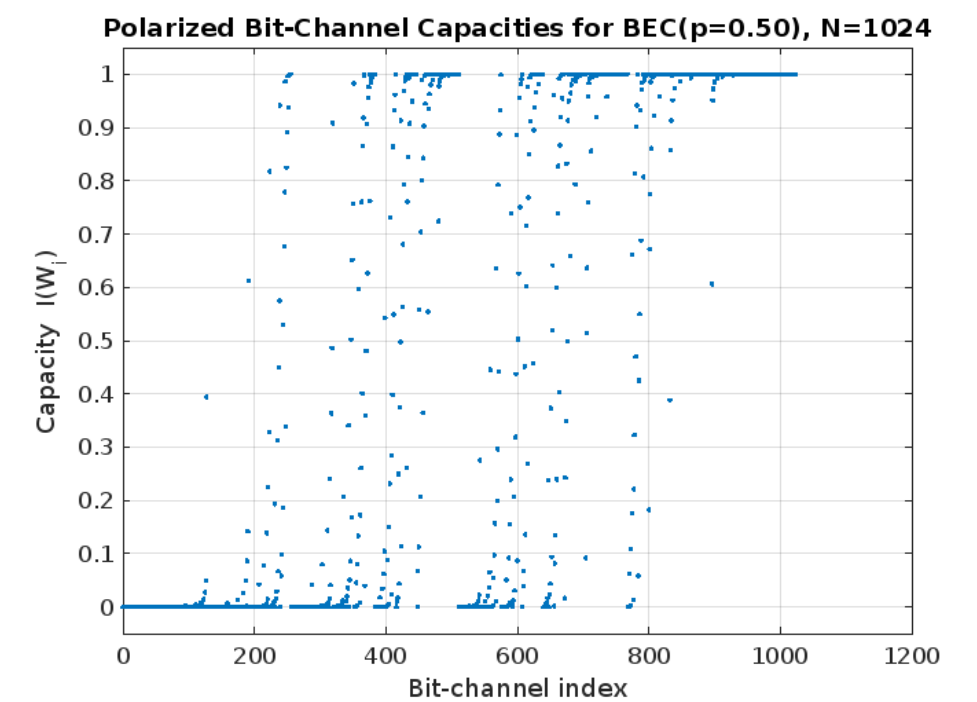 Polarized Bit-Channel Capacities for BEC(p=0.50), N=1024
1
0.9
0.8
0.7
0.6
0.5
0.4
0.3
0.2
0.1
0
Capacity I(W_i)
0 200 400 600 800 1000 1200
Bit-channel index